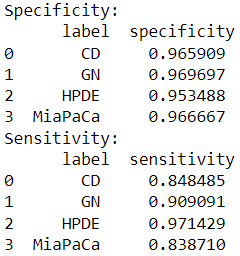 Specificity:
label specificity
0 CD 0.965909
1 GN 0.969697
2 HPDE 0.953488
3 MiaPaCa 0.966667
Sensitivity:
label sensitivity
0 CD 0.848485
1 GN 0.909091
2 HPDE 0.971429
3 MiaPaCa 0.838710